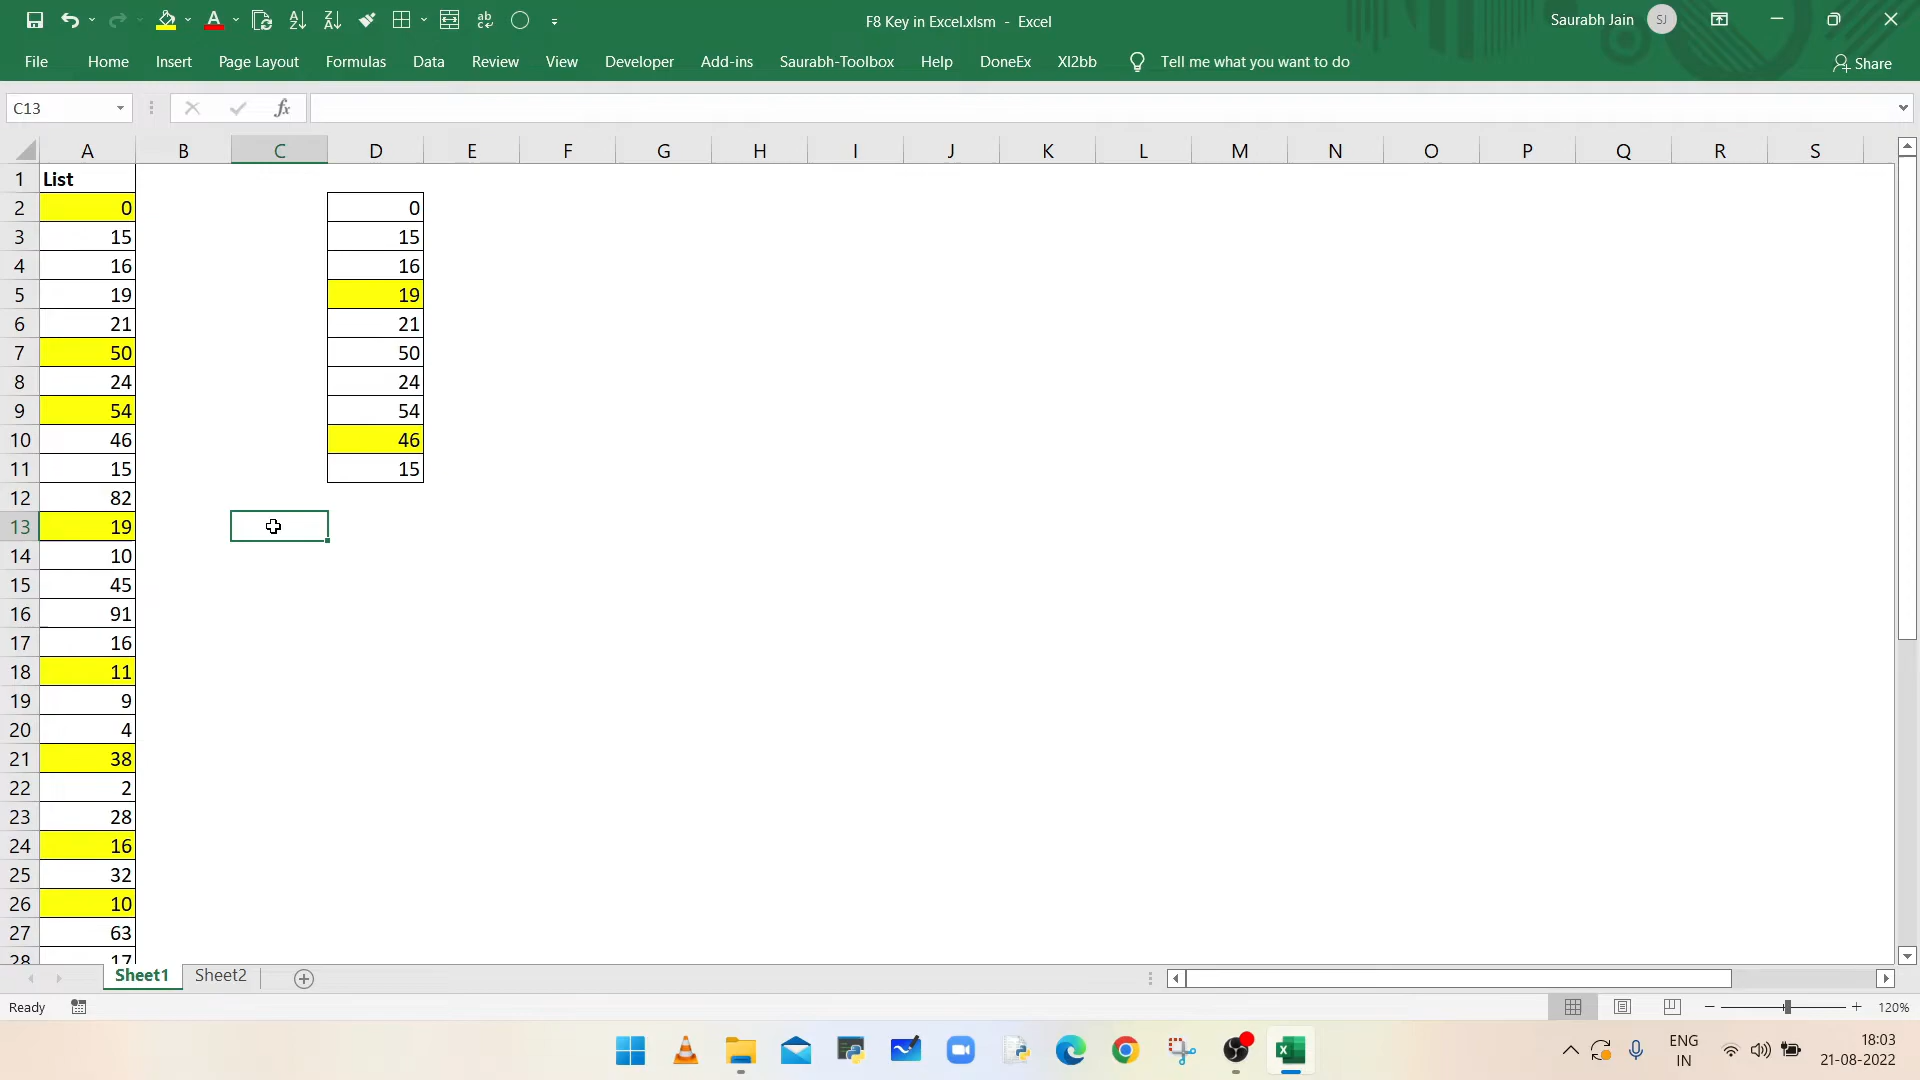 F8 Key in Excel.xlsm - Excel
Saurabh Jain SJ
File Home Insert Page Layout Formulas Data Review View Developer Add-ins Saurabh-Toolbox Help DoneEx Xl2bb Tell me what you want to do Share
C13 fx
A B C D E F G H I J K L M N O P Q R S
1 List
2 0 0
3 15 15
4 16 16
5 19 19
6 21 21
7 50 50
8 24 24
9 54 54
10 46 46
11 15 15
12 82
13 19
14 10
15 45
16 91
17 16
18 11
19 9
20 4
21 38
22 2
23 28
24 16
25 32
26 10
27 63
28 17
Sheet1 Sheet2
Ready 120%
ENG 18:03
IN 21-08-2022